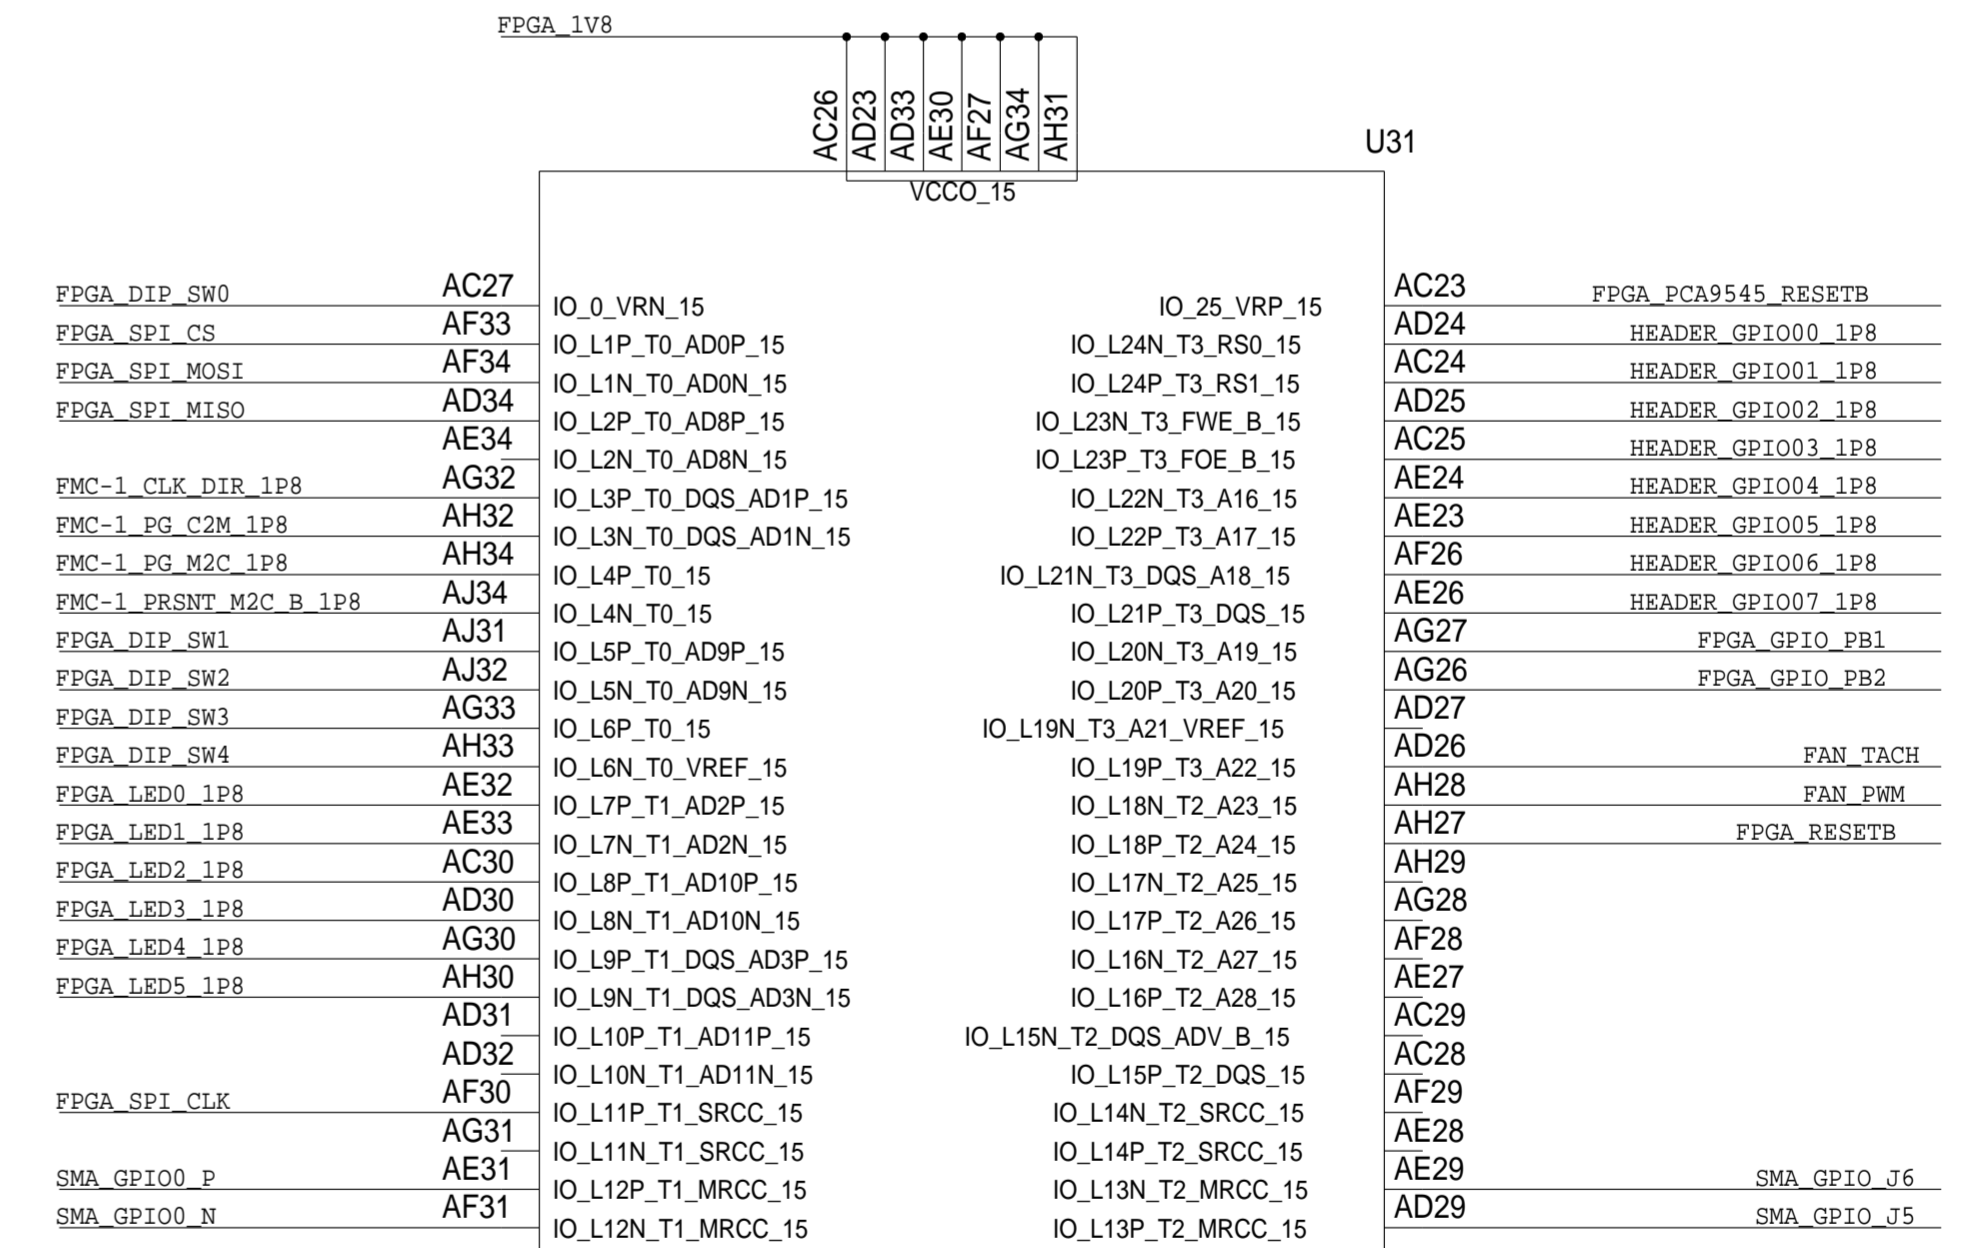 FPGA_1V8
AC26 AD23 AD33 AE30 AF27 AG34 AH31
U31
VCCO_15
FPGA_DIP_SW0 AC27 IO_0_VRN_15 IO_25_VRP_15 AC23 FPGA_PCA9545_RESETB
FPGA_SPI_CS AF33 IO_L1P_T0_AD0P_15 IO_L24N_T3_RS0_15 AD24 HEADER_GPIO00_1P8
FPGA_SPI_MOSI AF34 IO_L1N_T0_AD0N_15 IO_L24P_T3_RS1_15 AC24 HEADER_GPIO01_1P8
FPGA_SPI_MISO AD34 IO_L2P_T0_AD8P_15 IO_L23N_T3_FWE_B_15 AD25 HEADER_GPIO02_1P8
AE34 IO_L2N_T0_AD8N_15 IO_L23P_T3_FOE_B_15 AC25 HEADER_GPIO03_1P8
FMC-1_CLK_DIR_1P8 AG32 IO_L3P_T0_DQS_AD1P_15 IO_L22N_T3_A16_15 AE24 HEADER_GPIO04_1P8
FMC-1_PG_C2M_1P8 AH32 IO_L3N_T0_DQS_AD1N_15 IO_L22P_T3_A17_15 AE23 HEADER_GPIO05_1P8
FMC-1_PG_M2C_1P8 AH34 IO_L4P_T0_15 IO_L21N_T3_DQS_A18_15 AF26 HEADER_GPIO06_1P8
FMC-1_PRSNT_M2C_B_1P8 AJ34 IO_L4N_T0_15 IO_L21P_T3_DQS_15 AE26 HEADER_GPIO07_1P8
FPGA_DIP_SW1 AJ31 IO_L5P_T0_AD9P_15 IO_L20N_T3_A19_15 AG27 FPGA_GPIO_PB1
FPGA_DIP_SW2 AJ32 IO_L5N_T0_AD9N_15 IO_L20P_T3_A20_15 AG26 FPGA_GPIO_PB2
FPGA_DIP_SW3 AG33 IO_L6P_T0_15 IO_L19N_T3_A21_VREF_15 AD27
FPGA_DIP_SW4 AH33 IO_L6N_T0_VREF_15 IO_L19P_T3_A22_15 AD26 FAN_TACH
FPGA_LED0_1P8 AE32 IO_L7P_T1_AD2P_15 IO_L18N_T2_A23_15 AH28 FAN_PWM
FPGA_LED1_1P8 AE33 IO_L7N_T1_AD2N_15 IO_L18P_T2_A24_15 AH27 FPGA_RESETB
FPGA_LED2_1P8 AC30 IO_L8P_T1_AD10P_15 IO_L17N_T2_A25_15 AH29
FPGA_LED3_1P8 AD30 IO_L8N_T1_AD10N_15 IO_L17P_T2_A26_15 AG28
FPGA_LED4_1P8 AG30 IO_L9P_T1_DQS_AD3P_15 IO_L16N_T2_A27_15 AF28
FPGA_LED5_1P8 AH30 IO_L9N_T1_DQS_AD3N_15 IO_L16P_T2_A28_15 AE27
AD31 IO_L10P_T1_AD11P_15 IO_L15N_T2_DQS_ADV_B_15 AC29
AD32 IO_L10N_T1_AD11N_15 IO_L15P_T2_DQS_15 AC28
FPGA_SPI_CLK AF30 IO_L11P_T1_SRCC_15 IO_L14N_T2_SRCC_15 AF29
AG31 IO_L11N_T1_SRCC_15 IO_L14P_T2_SRCC_15 AE28
SMA_GPIO0_P AE31 IO_L12P_T1_MRCC_15 IO_L13N_T2_MRCC_15 AE29 SMA_GPIO_J6
SMA_GPIO0_N AF31 IO_L12N_T1_MRCC_15 IO_L13P_T2_MRCC_15 AD29 SMA_GPIO_J5